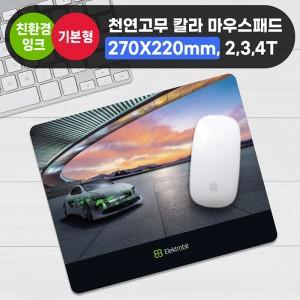 친환경
잉크
기본형
천연고무 칼라 마우스패드
270X220mm, 2,3,4T
Elektrobit